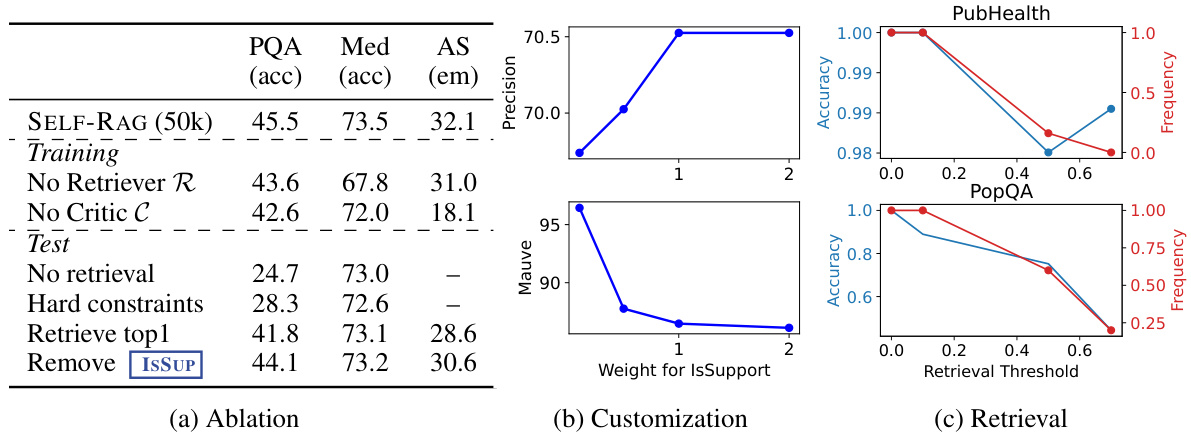 PQA Med AS
(acc) (acc) (em)
SELF-RAG (50k) 45.5 73.5 32.1
Training
No Retriever R 43.6 67.8 31.0
No Critic C 42.6 72.0 18.1
Test
No retrieval 24.7 73.0 –
Hard constraints 28.3 72.6 –
Retrieve top1 41.8 73.1 28.6
Remove ISSUP 44.1 73.2 30.6
(a) Ablation
70.5
70.0
Precision
1 2
95
90
Mauve
1 2
Weight for IsSupport
(b) Customization
PubHealth
1.00
0.99
0.99
0.98
Accuracy
1.0
0.5
0.0
Frequency
0.0 0.2 0.4 0.6
PopQA
1.0
0.8
0.6
Accuracy
1.00
0.75
0.50
0.25
Frequency
0.0 0.2 0.4 0.6
Retrieval Threshold
(c) Retrieval